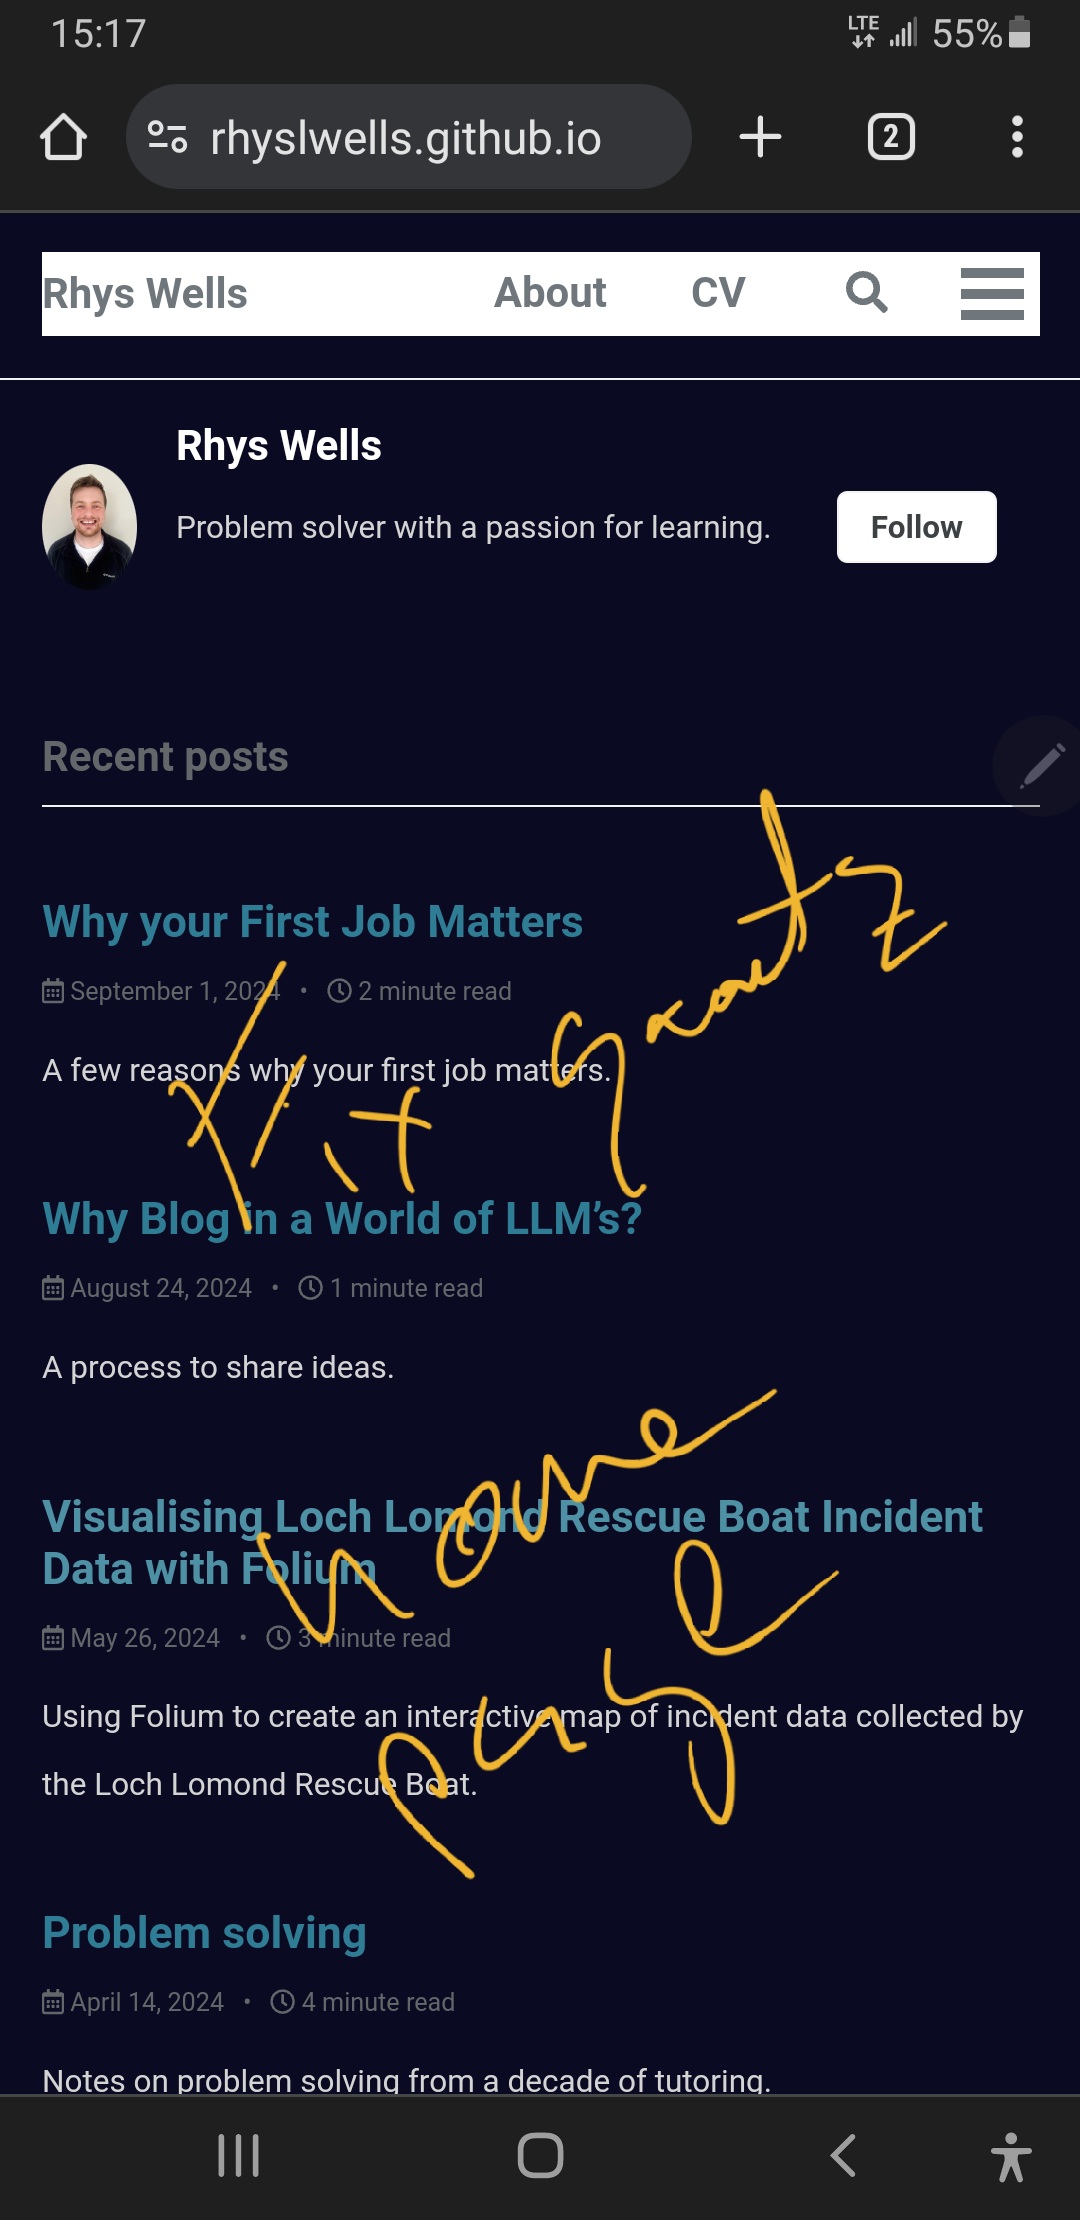 15:17 LTE 55%
rhyslwells.github.io 2
Rhys Wells About CV
Rhys Wells
Problem solver with a passion for learning.
Follow
Recent posts
Why your First Job Matters
September 1, 2024 • 2 minute read
A few reasons why your first job matters.
Why Blog in a World of LLM’s?
August 24, 2024 • 1 minute read
A process to share ideas.
home
Visualising Loch Lomond Rescue Boat Incident
Data with Folium
May 26, 2024 • 3 minute read
page
Using Folium to create an interactive map of incident data collected by
the Loch Lomond Rescue Boat.
Problem solving
April 14, 2024 • 4 minute read
Notes on problem solving from a decade of tutoring.